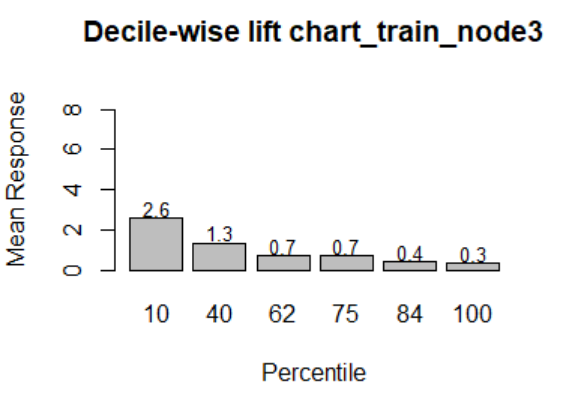 Decile-wise lift chart_train_node3
Mean Response
8
6
4
2
0
2.6
1.3
0.7
0.7
0.4
0.3
10 40 62 75 84 100
Percentile